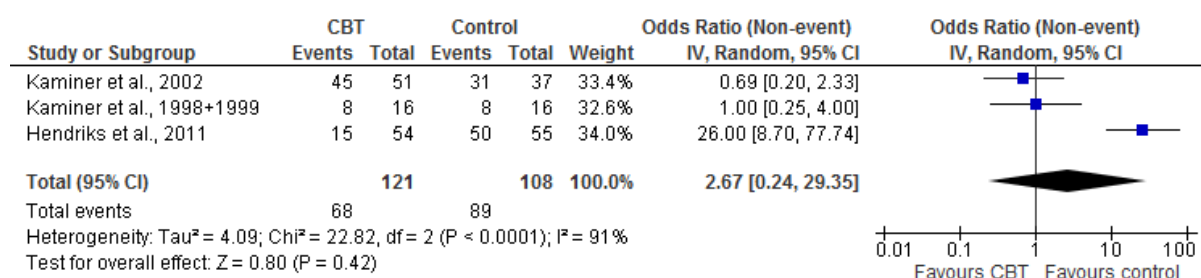 CBT Control Odds Ratio (Non-event) Odds Ratio (Non-event)
Study or Subgroup Events Total Events Total Weight IV, Random, 95% CI IV, Random, 95% CI
Kaminer et al., 2002 45 51 31 37 33.4% 0.69 [0.20, 2.33]
Kaminer et al., 1998+1999 8 16 8 16 32.6% 1.00 [0.25, 4.00]
Hendriks et al., 2011 15 54 50 55 34.0% 26.00 [8.70, 77.74]
Total (95% CI) 121 108 100.0% 2.67 [0.24, 29.35]
Total events 68 89
Heterogeneity: Tau² = 4.09; Chi² = 22.82, df = 2 (P < 0.0001); I² = 91%
Test for overall effect: Z = 0.80 (P = 0.42)
0.01 0.1 1 10 100
Favours CBT Favours control